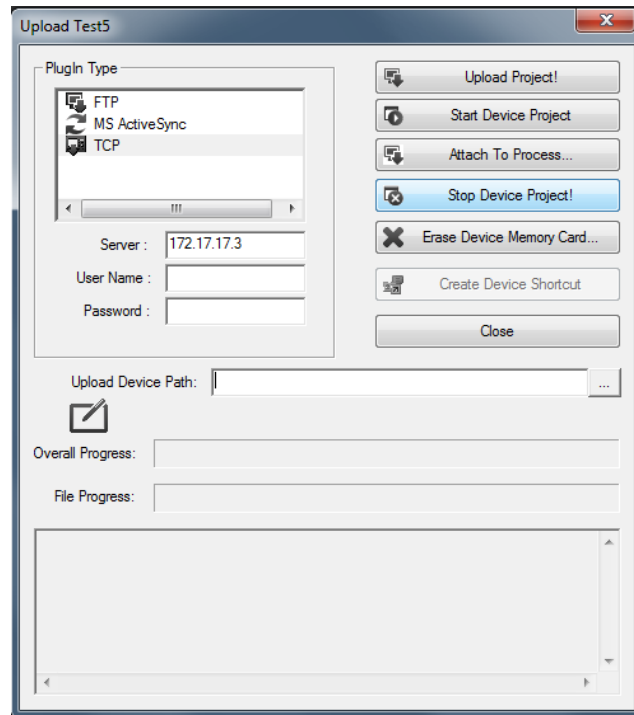 Upload Test5
PlugIn Type
FTP
MS ActiveSync
TCP
Server : 172.17.17.3
User Name :
Password :
Upload Project!
Start Device Project
Attach To Process...
Stop Device Project!
Erase Device Memory Card...
Create Device Shortcut
Close
Upload Device Path: ...
Overall Progress:
File Progress: